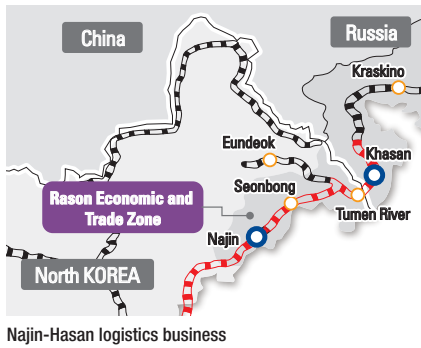 China
Russia
Kraskino
Eundeok
Khasan
Seonbong
Rason Economic and
Trade Zone
Tumen River
Najin
North KOREA
Najin-Hasan logistics business